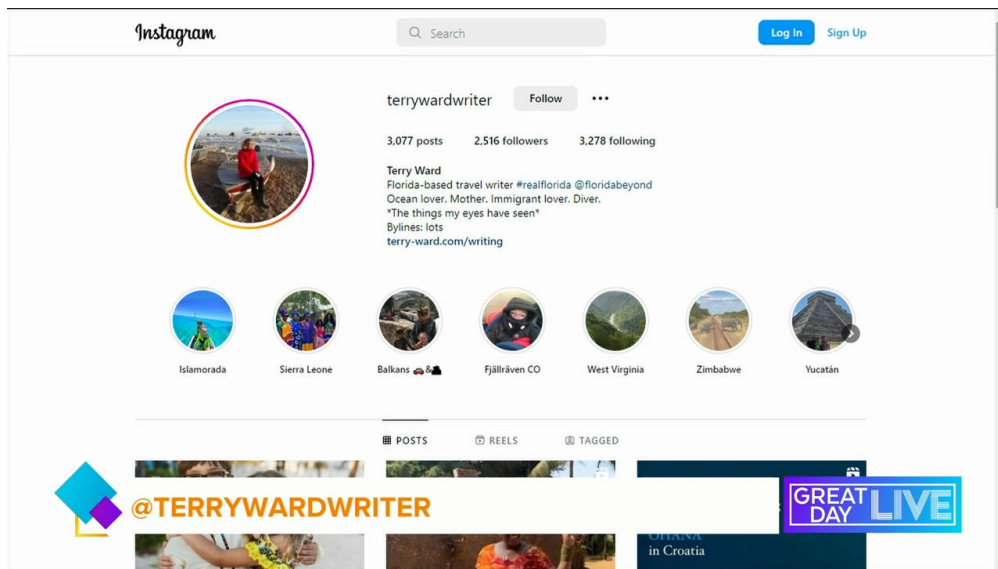 Instagram
Search
Log In
Sign Up
terrywardwriter
Follow
3,077 posts 2,516 followers 3,278 following
Terry Ward
Florida-based travel writer #realflorida @floridabeyond
Ocean lover. Mother. Immigrant lover. Diver.
*The things my eyes have seen*
Bylines: lots
terry-ward.com/writing
Islamorada
Sierra Leone
Balkans 🚗&
Fjällräven CO
West Virginia
Zimbabwe
Yucatán
POSTS
REELS
TAGGED
@TERRYWARDWRITER
GREAT
DAY
LIVE
OHANA
in Croatia